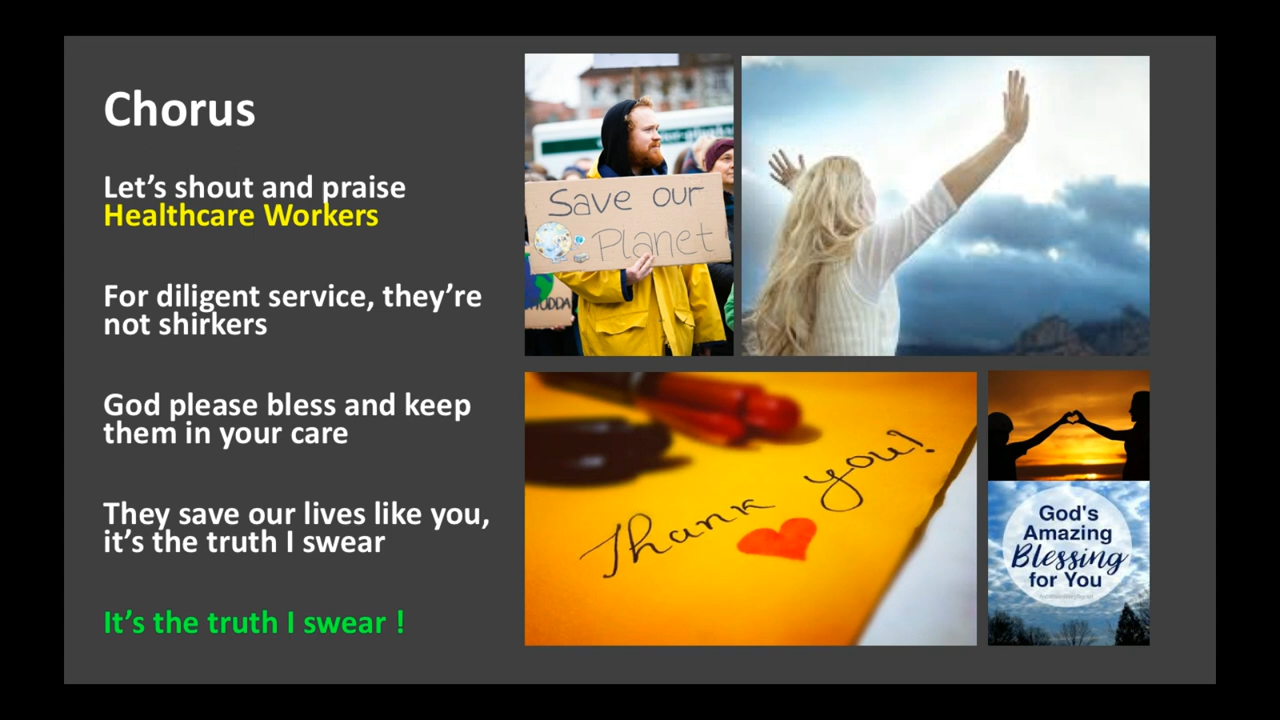 Chorus
Let's shout and praise
Healthcare Workers
For diligent service, they're
not shirkers
God please bless and keep
them in your care
They save our lives like you,
it's the truth I swear
It's the truth I swear !
Save our
Planet
Thank you!
God's
Amazing
Blessing
for You